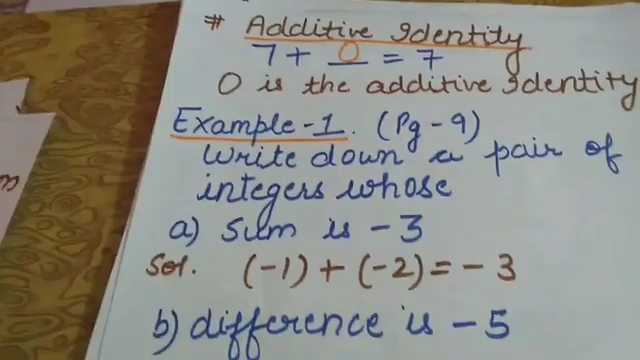 # Additive Identity
7 + 0 = 7
0 is the additive Identity
Example-1. (Pg-9)
Write down a pair of
integers whose
a) sum is -3
Sol. (-1) + (-2) = -3
b) difference is -5